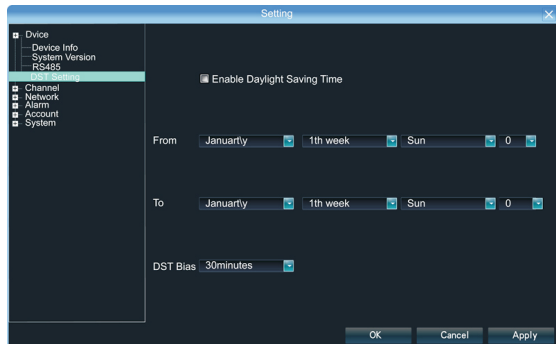 Setting
Dvice
Device Info
System Version
RS485
DST Setting
Channel
Network
Alarm
Account
System
Enable Daylight Saving Time
From Januart\y 1th week Sun 0
To Januart\y 1th week Sun 0
DST Bias 30minutes
OK Cancel Apply